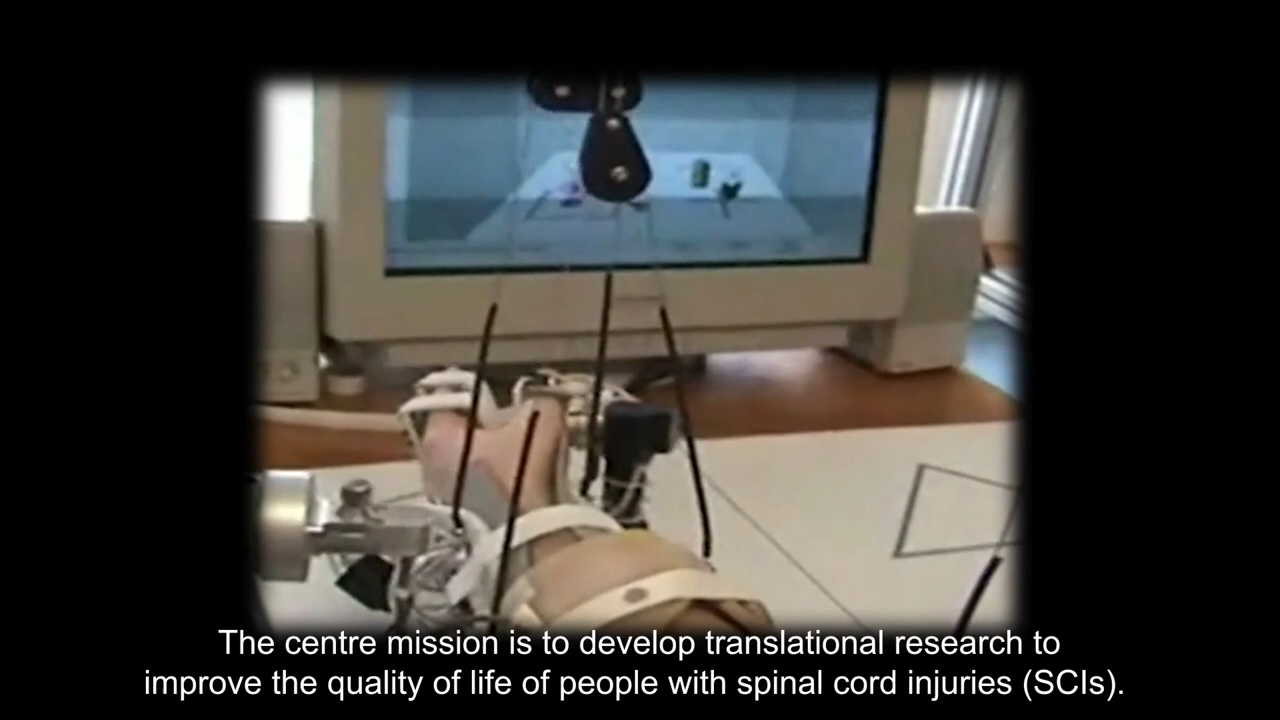 The centre mission is to develop translational research to
improve the quality of life of people with spinal cord injuries (SCIs).